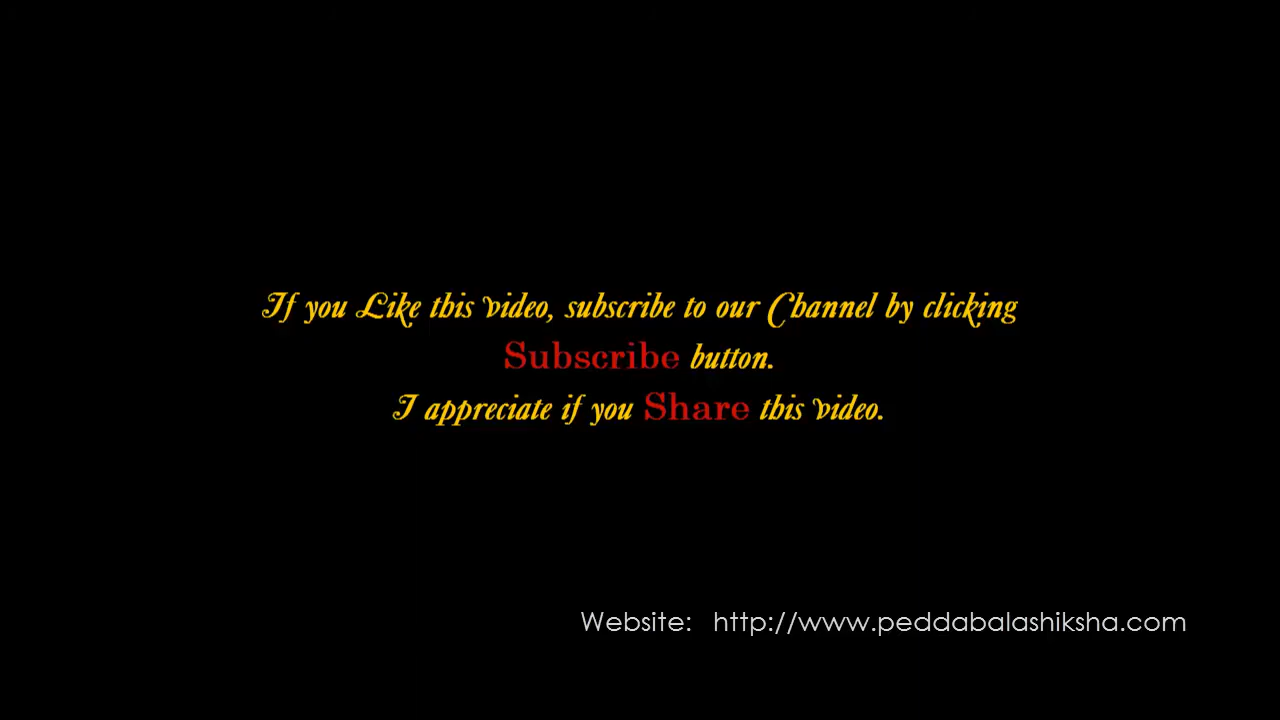 If you Like this video, subscribe to our Channel by clicking
Subscribe button.
I appreciate if you Share this video.
Website: http://www.peddabalashiksha.com